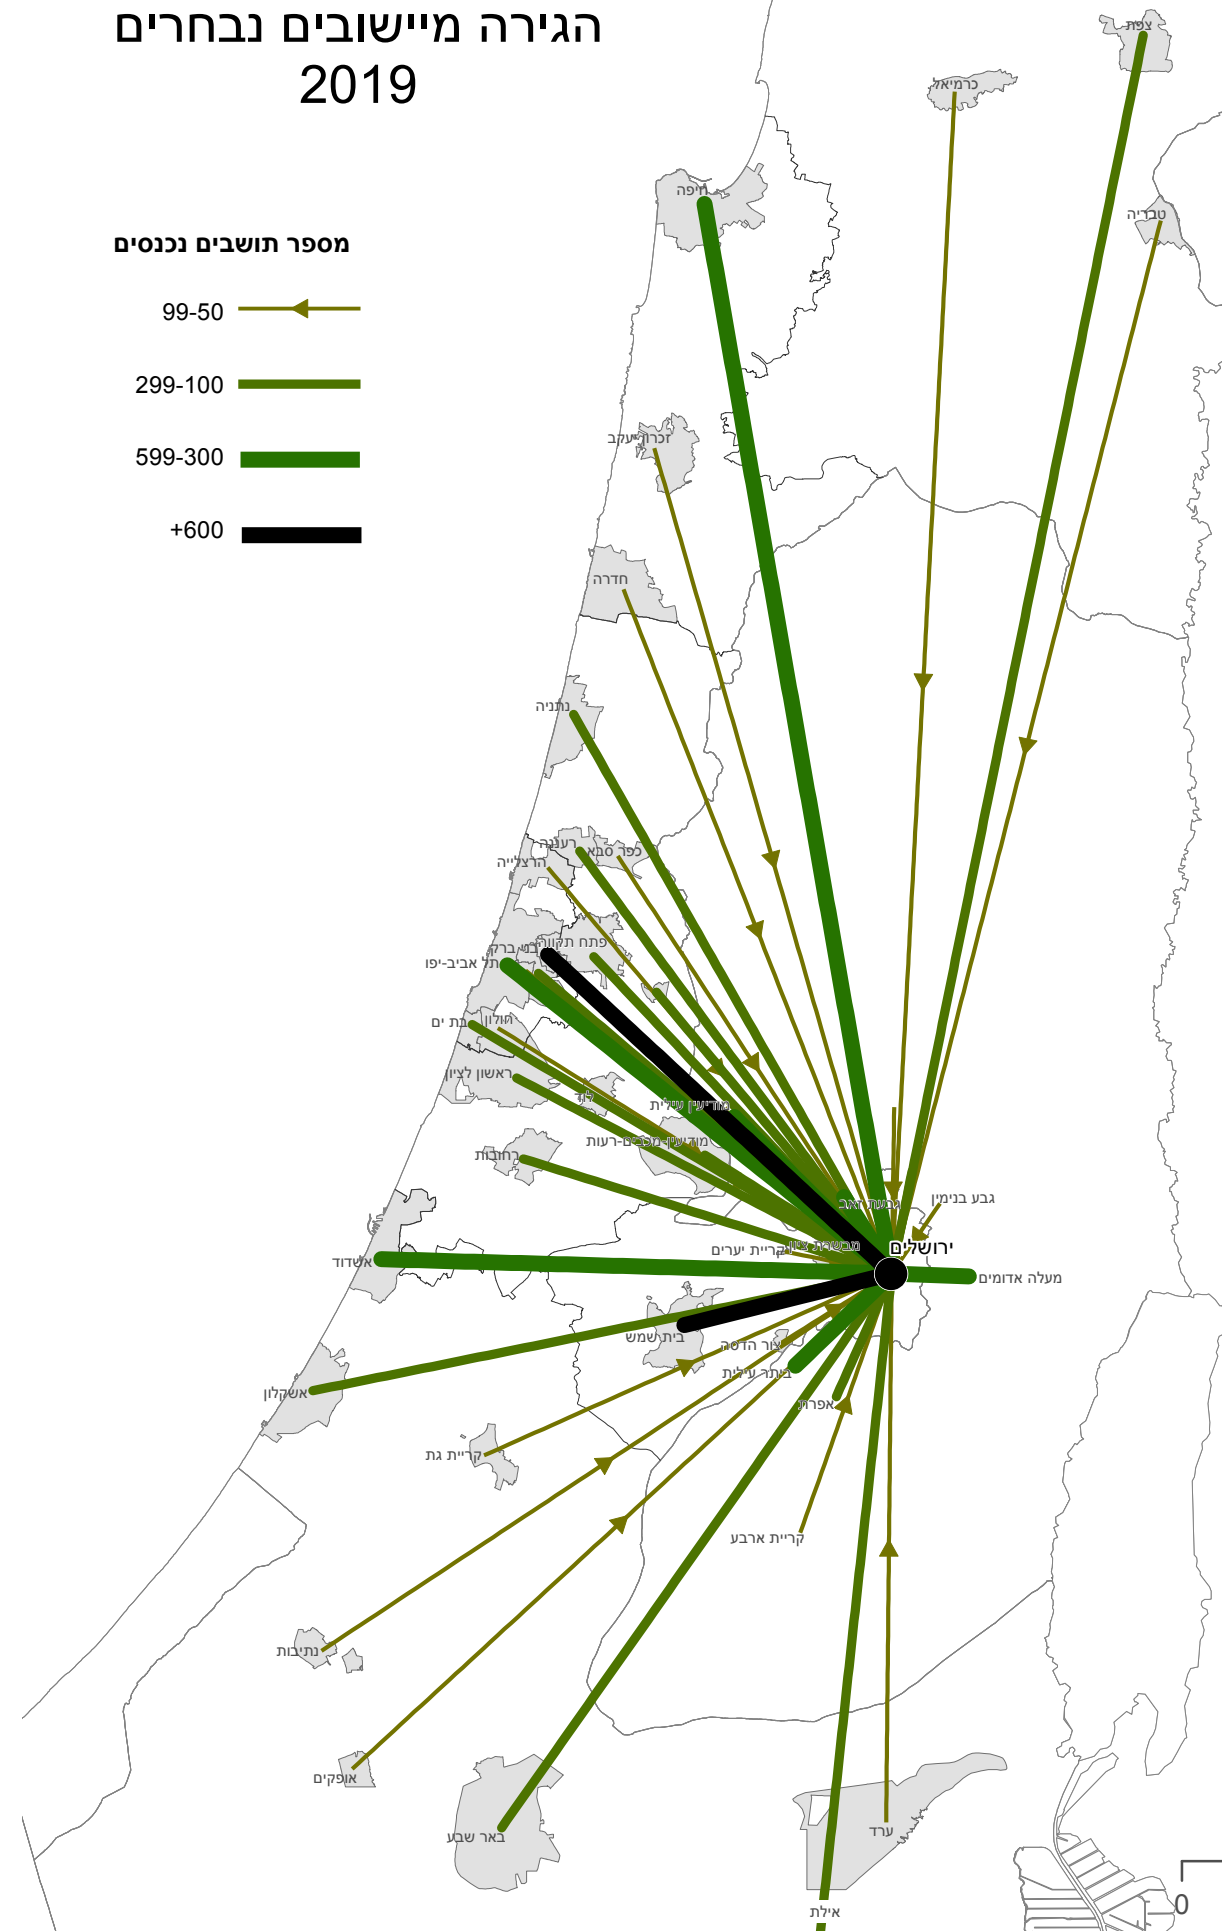 הגירה מיישובים נבחרים
2019
מספר תושבים נכנסים
99-50
299-100
599-300
+600
צפת
כרמיאל
טבריה
חיפה
זכרון יעקב
חדרה
נתניה
רעננה
כפר סבא
הרצלייה
פתח תקווה
בני ברק
תל אביב-יפו
חולון
בת ים
ראשון לציון
לוד
מודיעין עילית
מודיעין-מכבים-רעות
רחובות
גבעת זאב
גבע בנימין
מבשרת ציון
קריית יערים
ירושלים
אשדוד
מעלה אדומים
בית שמש
צור הדסה
ביתר עילית
אשקלון
אפרת
קריית גת
קריית ארבע
נתיבות
אופקים
באר שבע
ערד
אילת
0